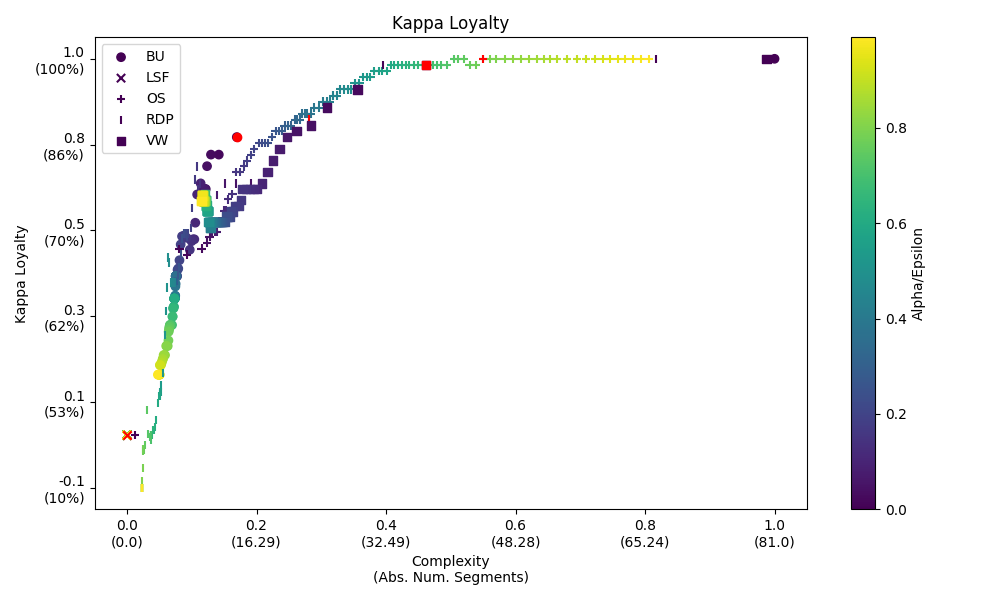 Kappa Loyalty
BU
LSF
OS
RDP
VW
1.0
(100%)
0.8
(86%)
0.5
(70%)
0.3
(62%)
0.1
(53%)
-0.1
(10%)
Kappa Loyalty
0.0
(0.0)
0.2
(16.29)
0.4
(32.49)
0.6
(48.28)
0.8
(65.24)
1.0
(81.0)
Complexity
(Abs. Num. Segments)
0.8
0.6
0.4
0.2
0.0
Alpha/Epsilon